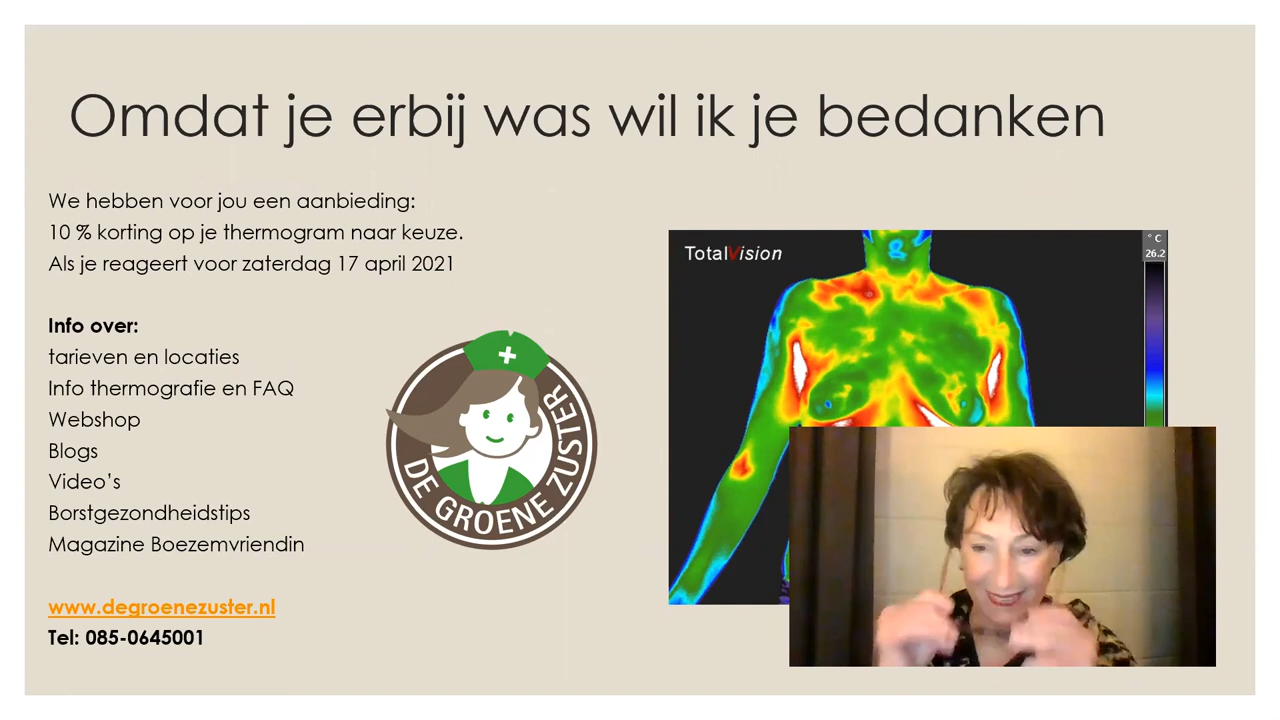 Omdat je erbij was wil ik je bedanken
We hebben voor jou een aanbieding:
10 % korting op je thermogram naar keuze.
Als je reageert voor zaterdag 17 april 2021
Info over:
tarieven en locaties
Info thermografie en FAQ
Webshop
Blogs
Video's
Borstgezondheidstips
Magazine Boezemvriendin
www.degroenezuster.nl
Tel: 085-0645001
DE GROENE ZUSTER
TotalVision
° C
26.2